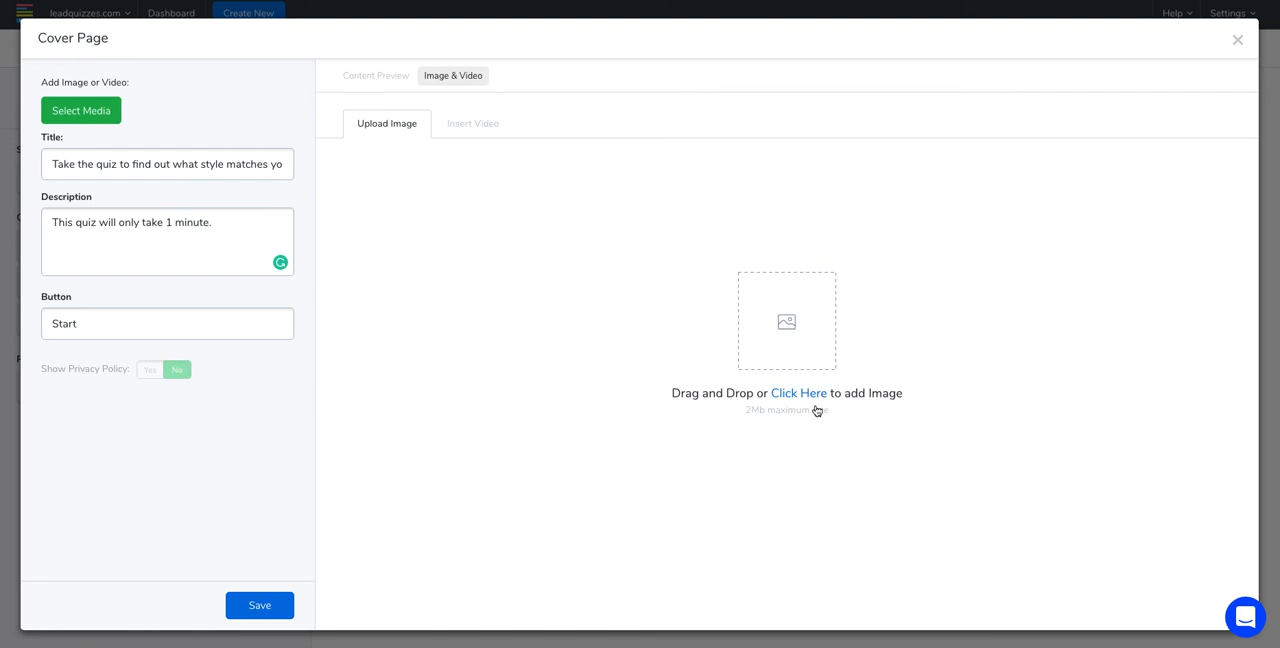 leadquizzes.com Dashboard Create New Help Settings
Cover Page
Add Image or Video:
Select Media
Title:
Take the quiz to find out what style matches yo
Description
This quiz will only take 1 minute.
Button
Start
Show Privacy Policy: Yes No
Save
Content Preview Image & Video
Upload Image Insert Video
Drag and Drop or Click Here to add Image
2Mb maximum